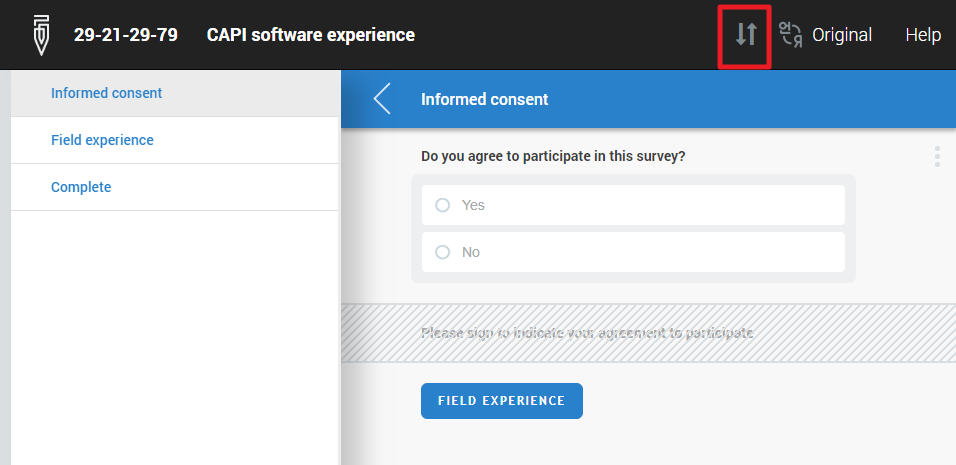 29-21-29-79 CAPI software experience Original Help
Informed consent
Field experience
Complete
Informed consent
Do you agree to participate in this survey?
Yes
No
Please sign to indicate your agreement to participate
FIELD EXPERIENCE